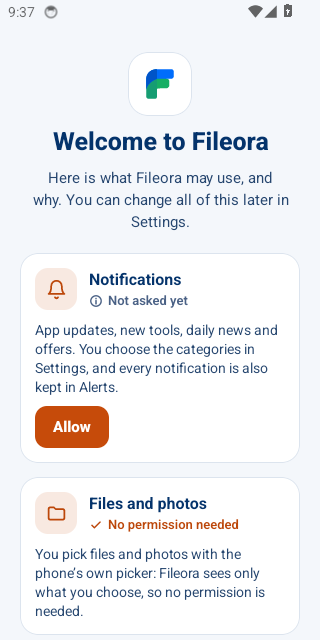 9:37
Welcome to Fileora
Here is what Fileora may use, and
why. You can change all of this later in
Settings.
Notifications
Not asked yet
App updates, new tools, daily news and
offers. You choose the categories in
Settings, and every notification is also
kept in Alerts.
Allow
Files and photos
No permission needed
You pick files and photos with the
phone’s own picker: Fileora sees only
what you choose, so no permission is
needed.